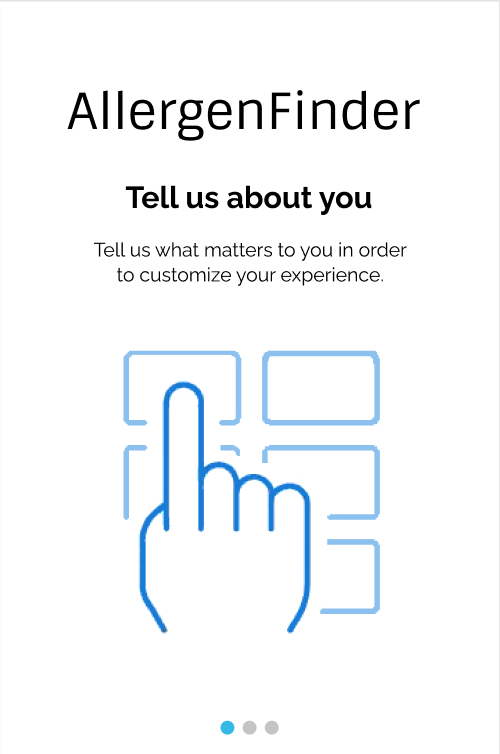 AllergenFinder
Tell us about you
Tell us what matters to you in order
to customize your experience.